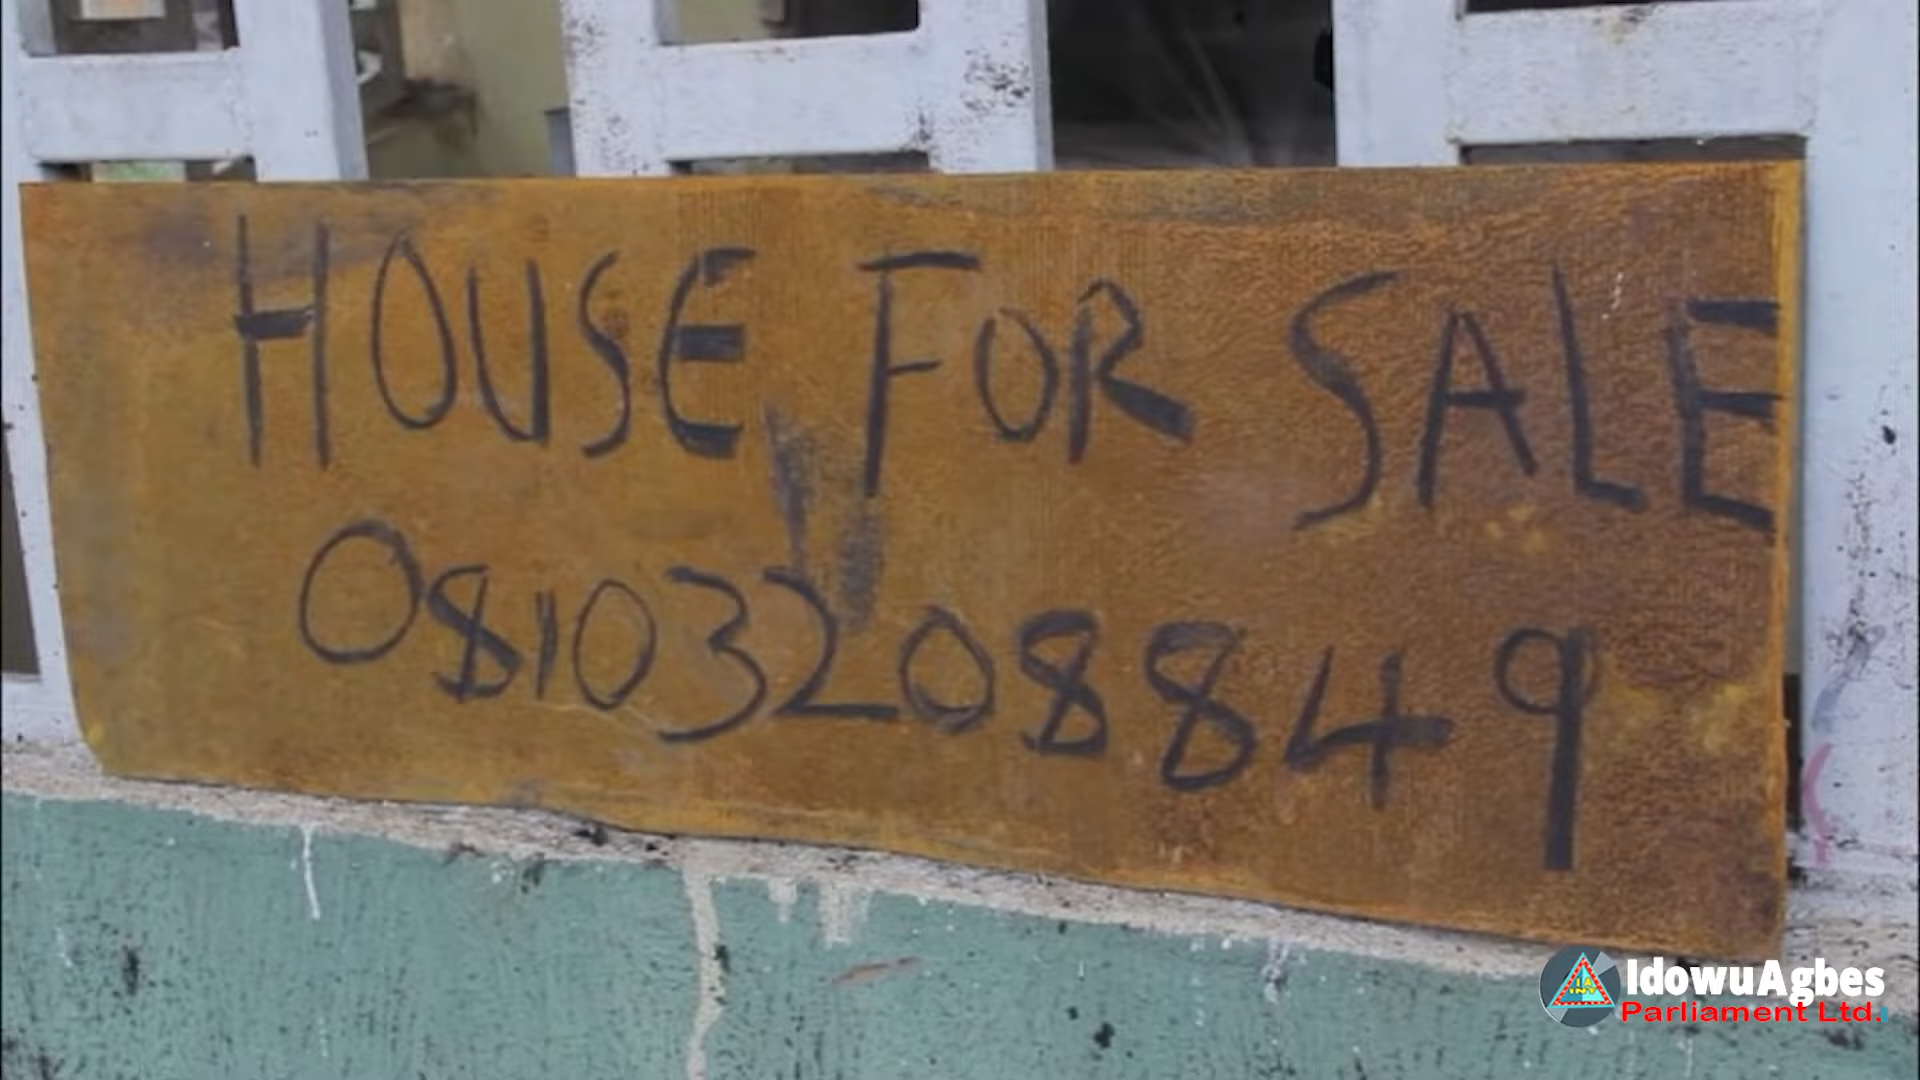 HOUSE FOR SALE
08103208849
IdowuAgbes
Parliament Ltd.